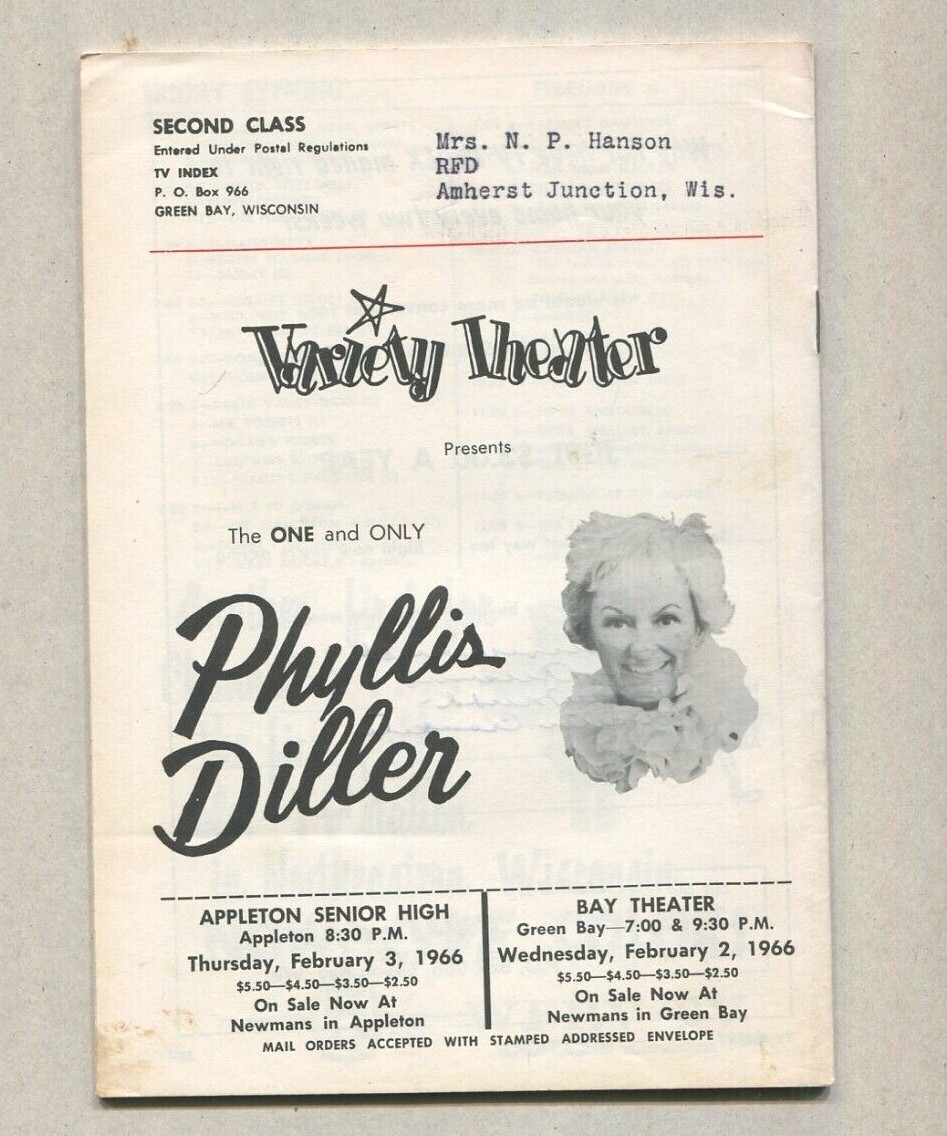 SECOND CLASS
Entered Under Postal Regulations
TV INDEX
P. O. Box 966
GREEN BAY, WISCONSIN
Mrs. N. P. Hanson
RFD
Amherst Junction, Wis.
Variety Theater
Presents
The ONE and ONLY
Phyllis
Diller
APPLETON SENIOR HIGH
Appleton 8:30 P.M.
Thursday, February 3, 1966
$5.50—$4.50—$3.50—$2.50
On Sale Now At
Newmans in Appleton
BAY THEATER
Green Bay—7:00 & 9:30 P.M.
Wednesday, February 2, 1966
$5.50—$4.50—$3.50—$2.50
On Sale Now At
Newmans in Green Bay
MAIL ORDERS ACCEPTED WITH STAMPED ADDRESSED ENVELOPE